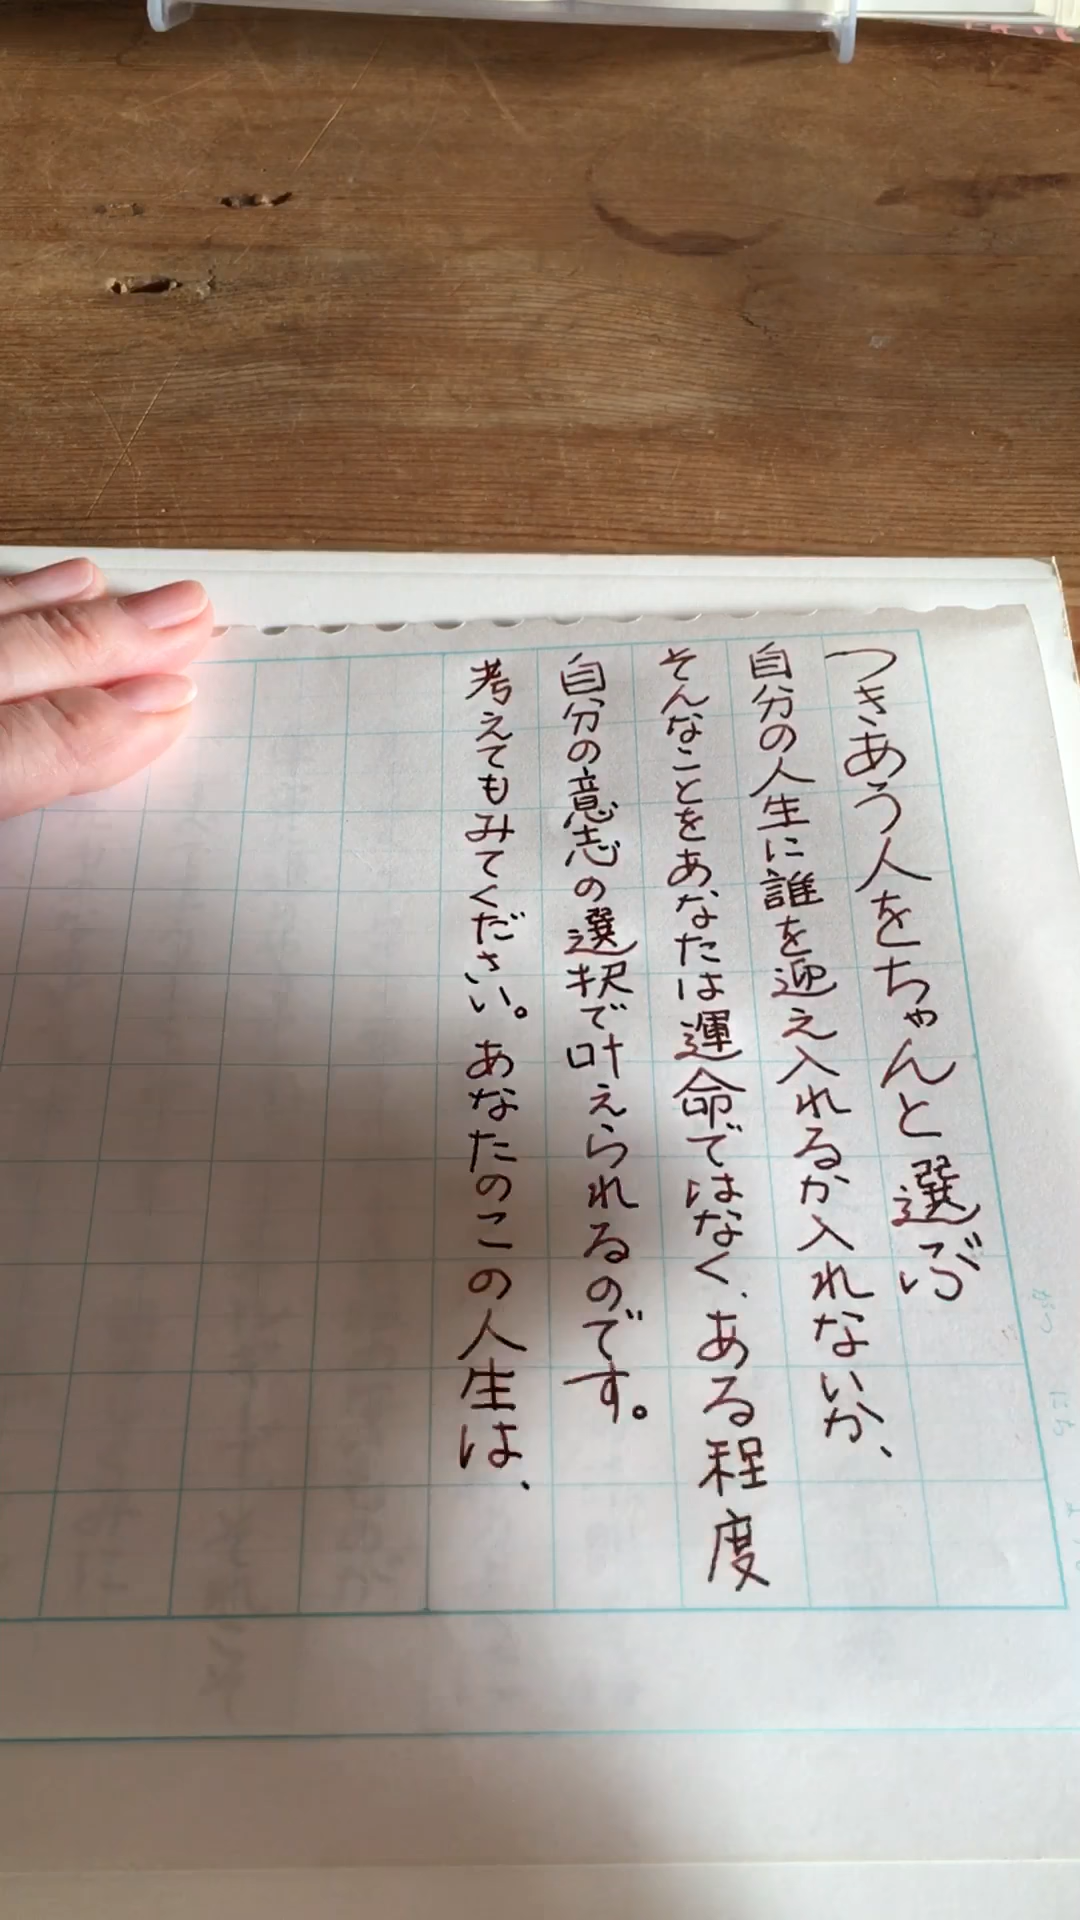 つきあう人をちゃんと選ぶ
自分の人生に誰を迎え入れるか入れないか、
そんなことをあなたは運命ではなく、ある程度
自分の意志の選択で叶えられるのです。
考えてもみてください。あなたのこの人生は、